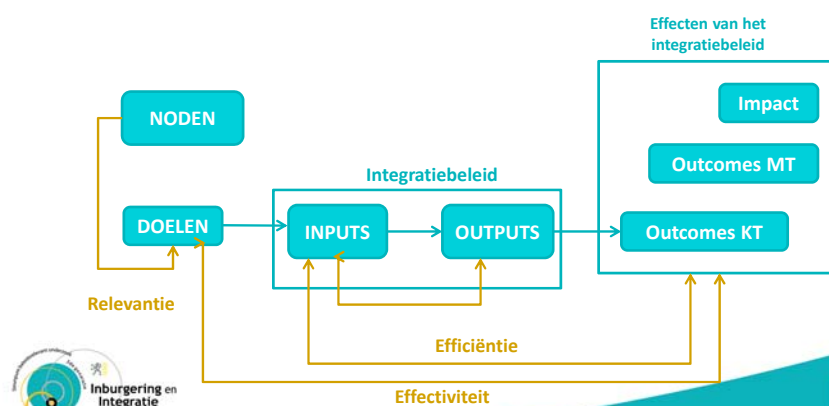 Effecten van het
integratiebeleid
NODEN
Impact
Outcomes MT
Integratiebeleid
DOELEN
INPUTS
OUTPUTS
Outcomes KT
Relevantie
Efficiëntie
Effectiviteit
Inburgering en
Integratie